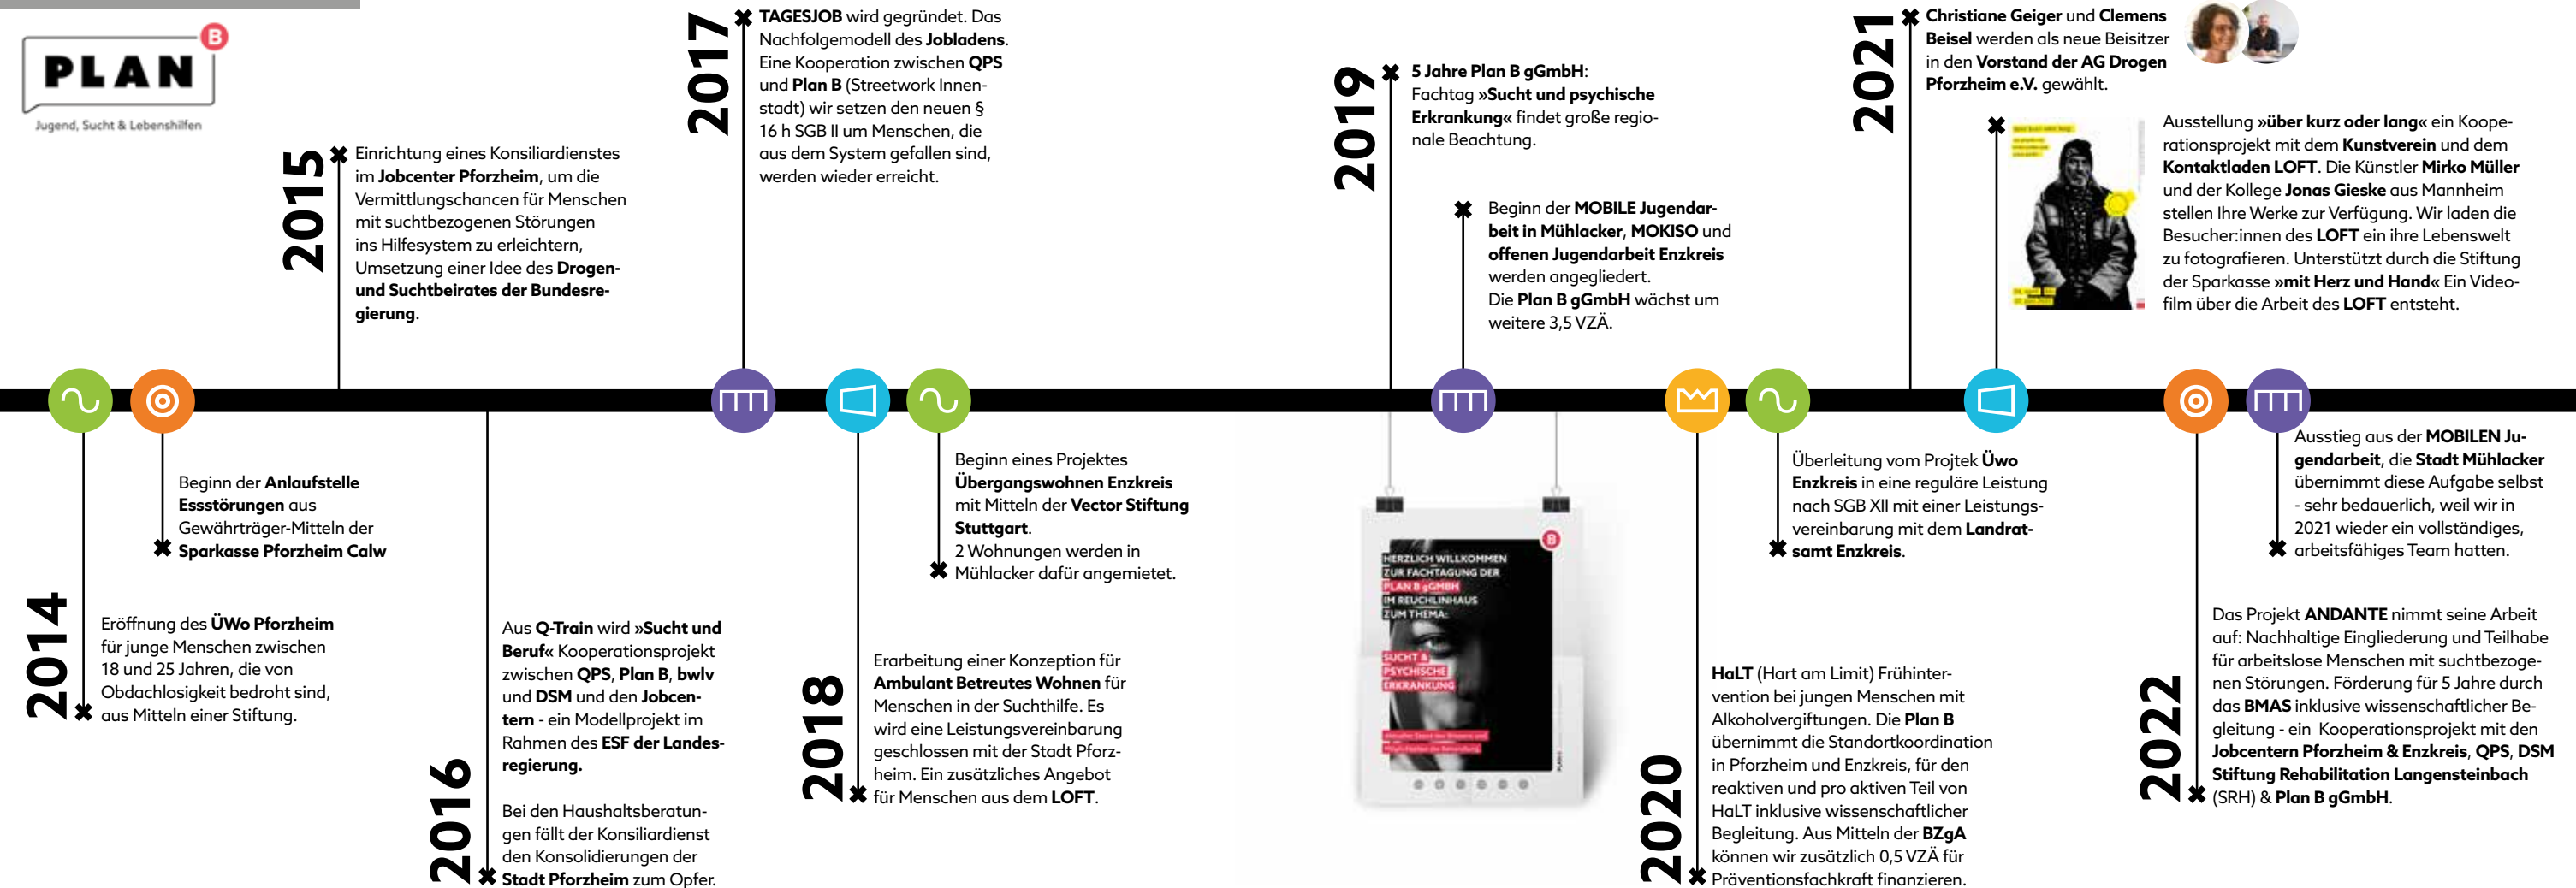 PLAN
B
Jugend, Sucht & Lebenshilfen
2014
Eröffnung des ÜWo Pforzheim
für junge Menschen zwischen
18 und 25 Jahren, die von
Obdachlosigkeit bedroht sind,
aus Mitteln einer Stiftung.
Beginn der Anlaufstelle
Essstörungen aus
Gewährträger-Mitteln der
Sparkasse Pforzheim Calw
2015
Einrichtung eines Konsiliardienstes
im Jobcenter Pforzheim, um die
Vermittlungschancen für Menschen
mit suchtbezogenen Störungen
ins Hilfesystem zu erleichtern,
Umsetzung einer Idee des Drogen-
und Suchtbeirates der Bundesre-
gierung.
2016
Aus Q-Train wird »Sucht und
Beruf« Kooperationsprojekt
zwischen QPS, Plan B, bwlv
und DSM und den Jobcen-
tern - ein Modellprojekt im
Rahmen des ESF der Landes-
regierung.
Bei den Haushaltsberatun-
gen fällt der Konsiliardienst
den Konsolidierungen der
Stadt Pforzheim zum Opfer.
2017
TAGESJOB wird gegründet. Das
Nachfolgemodell des Jobladens.
Eine Kooperation zwischen QPS
und Plan B (Streetwork Innen-
stadt) wir setzen den neuen §
16 h SGB II um Menschen, die
aus dem System gefallen sind,
werden wieder erreicht.
2018
Erarbeitung einer Konzeption für
Ambulant Betreutes Wohnen für
Menschen in der Suchthilfe. Es
wird eine Leistungsvereinbarung
geschlossen mit der Stadt Pforz-
heim. Ein zusätzliches Angebot
für Menschen aus dem LOFT.
Beginn eines Projektes
Übergangswohnen Enzkreis
mit Mitteln der Vector Stiftung
Stuttgart.
2 Wohnungen werden in
Mühlacker dafür angemietet.
2019
5 Jahre Plan B gGmbH:
Fachtag »Sucht und psychische
Erkrankung« findet große regio-
nale Beachtung.
Beginn der MOBILE Jugendar-
beit in Mühlacker, MOKISO und
offenen Jugendarbeit Enzkreis
werden angegliedert.
Die Plan B gGmbH wächst um
weitere 3,5 VZÄ.
B
HERZLICH WILLKOMMEN
ZUR FACHTAGUNG DER
PLAN B gGMBH
IM REUCHLINHAUS
ZUM THEMA:
SUCHT &
PSYCHISCHE
ERKRANKUNG
2020
HaLT (Hart am Limit) Frühinter-
vention bei jungen Menschen mit
Alkoholvergiftungen. Die Plan B
übernimmt die Standortkoordination
in Pforzheim und Enzkreis, für den
reaktiven und pro aktiven Teil von
HaLT inklusive wissenschaftlicher
Begleitung. Aus Mitteln der BZgA
können wir zusätzlich 0,5 VZÄ für
Präventionsfachkraft finanzieren.
Überleitung vom Projtek Üwo
Enzkreis in eine reguläre Leistung
nach SGB XII mit einer Leistungs-
vereinbarung mit dem Landrat-
samt Enzkreis.
2021
Christiane Geiger und Clemens
Beisel werden als neue Beisitzer
in den Vorstand der AG Drogen
Pforzheim e.V. gewählt.
Ausstellung »über kurz oder lang« ein Koope-
rationsprojekt mit dem Kunstverein und dem
Kontaktladen LOFT. Die Künstler Mirko Müller
und der Kollege Jonas Gieske aus Mannheim
stellen Ihre Werke zur Verfügung. Wir laden die
Besucher:innen des LOFT ein ihre Lebenswelt
zu fotografieren. Unterstützt durch die Stiftung
der Sparkasse »mit Herz und Hand« Ein Video-
film über die Arbeit des LOFT entsteht.
2022
Das Projekt ANDANTE nimmt seine Arbeit
auf: Nachhaltige Eingliederung und Teilhabe
für arbeitslose Menschen mit suchtbezoge-
nen Störungen. Förderung für 5 Jahre durch
das BMAS inklusive wissenschaftlicher Be-
gleitung - ein Kooperationsprojekt mit den
Jobcentern Pforzheim & Enzkreis, QPS, DSM
Stiftung Rehabilitation Langensteinbach
(SRH) & Plan B gGmbH.
Ausstieg aus der MOBILEN Ju-
gendarbeit, die Stadt Mühlacker
übernimmt diese Aufgabe selbst
- sehr bedauerlich, weil wir in
2021 wieder ein vollständiges,
arbeitsfähiges Team hatten.